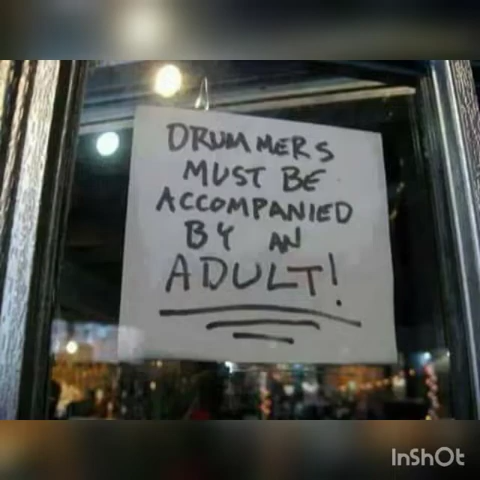 DRUMMERS
MUST BE
ACCOMPANIED
BY AN
ADULT!
InShOt